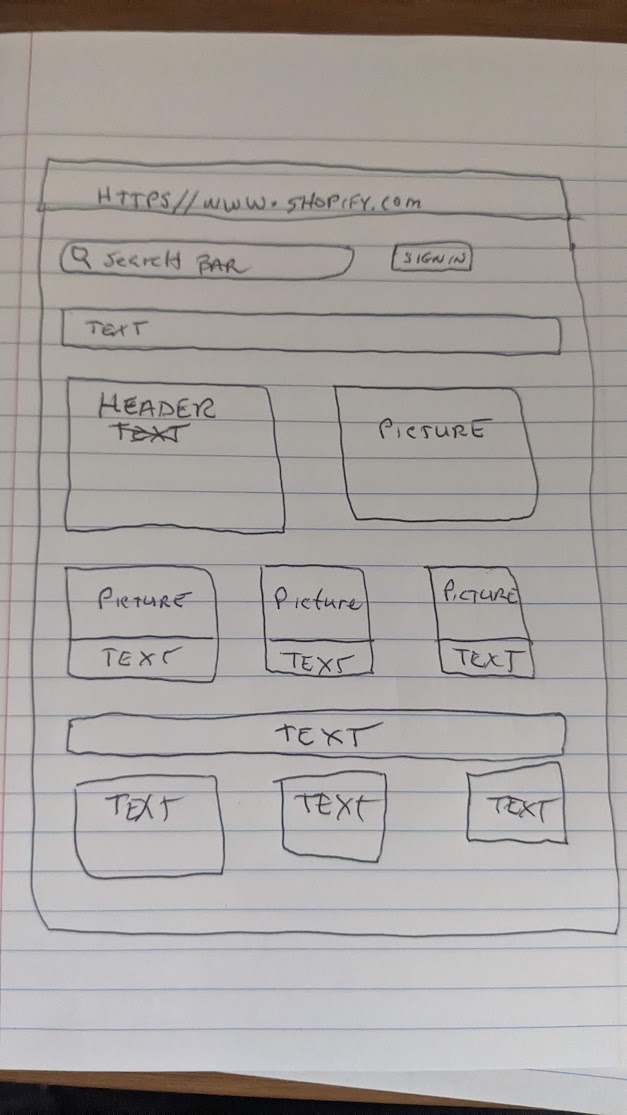 HTTPS//WWW.SHOPIFY.COM
Search BAR SIGN IN
TEXT
HEADER
TEXT
PICTURE
PICTURE Picture PICTURE
TEXT TEXT TEXT
TEXT
TEXT TEXT TEXT